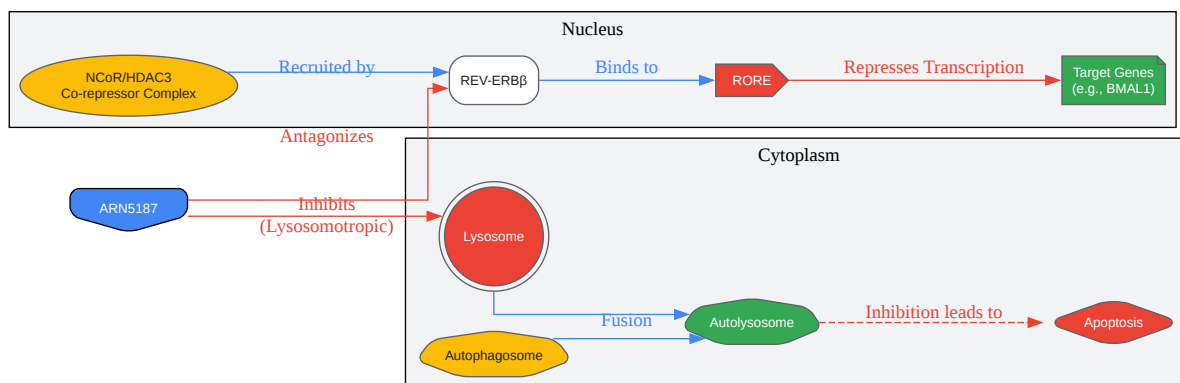 Nucleus
NCoR/HDAC3
Co-repressor Complex
Recruited by
REV-ERBβ
Binds to
RORE
Represses Transcription
Target Genes
(e.g., BMAL1)
Antagonizes
Cytoplasm
ARN5187
Inhibits
(Lysosomotropic)
Lysosome
Fusion
Autophagosome
Autolysosome
Inhibition leads to
Apoptosis